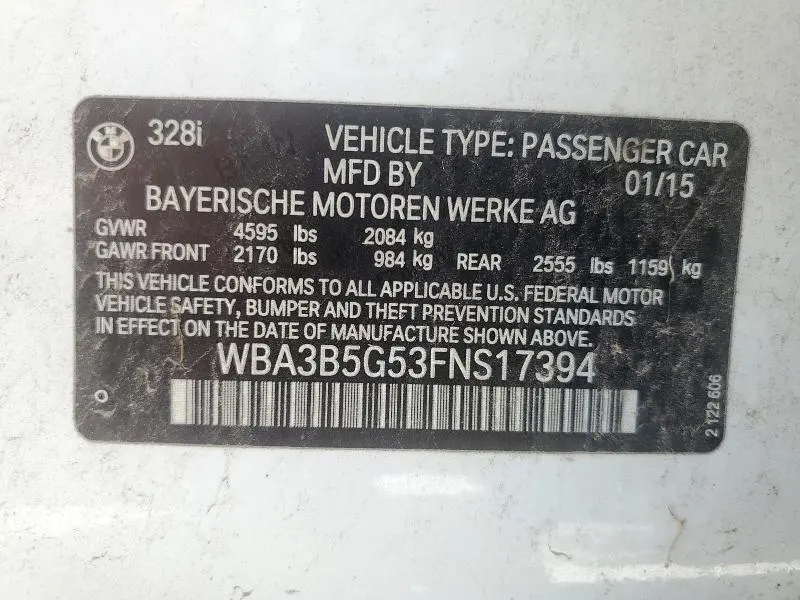 328i VEHICLE TYPE: PASSENGER CAR
MFD BY 01/15
BAYERISCHE MOTOREN WERKE AG
GVWR 4595 lbs 2084 kg
GAWR FRONT 2170 lbs 984 kg REAR 2555 lbs 1159 kg
THIS VEHICLE CONFORMS TO ALL APPLICABLE U.S. FEDERAL MOTOR
VEHICLE SAFETY, BUMPER AND THEFT PREVENTION STANDARDS
IN EFFECT ON THE DATE OF MANUFACTURE SHOWN ABOVE.
WBA3B5G53FNS17394
2 122 606